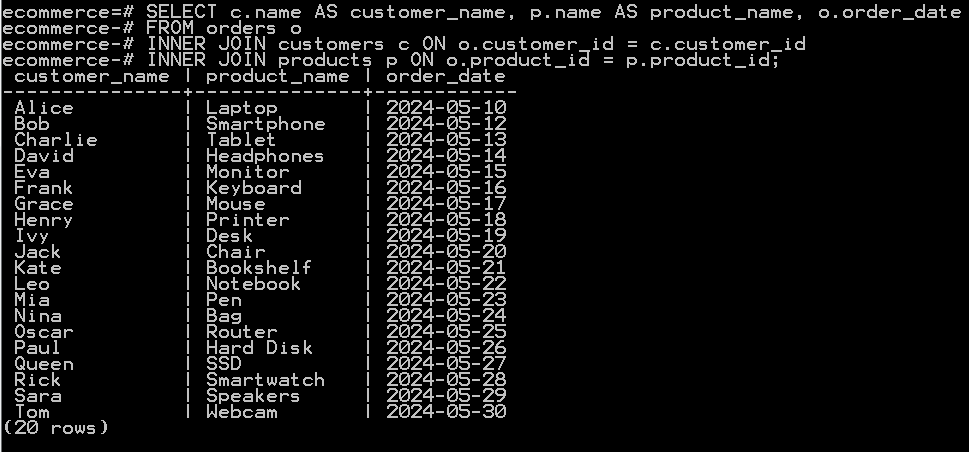 ecommerce=# SELECT c.name AS customer_name, p.name AS product_name, o.order_date
ecommerce-# FROM orders o
ecommerce-# INNER JOIN customers c ON o.customer_id = c.customer_id
ecommerce-# INNER JOIN products p ON o.product_id = p.product_id;
 customer_name | product_name | order_date
---------------+--------------+------------
 Alice         | Laptop       | 2024-05-10
 Bob           | Smartphone   | 2024-05-12
 Charlie       | Tablet       | 2024-05-13
 David         | Headphones   | 2024-05-14
 Eva           | Monitor      | 2024-05-15
 Frank         | Keyboard     | 2024-05-16
 Grace         | Mouse        | 2024-05-17
 Henry         | Printer      | 2024-05-18
 Ivy           | Desk         | 2024-05-19
 Jack          | Chair        | 2024-05-20
 Kate          | Bookshelf    | 2024-05-21
 Leo           | Notebook     | 2024-05-22
 Mia           | Pen          | 2024-05-23
 Nina          | Bag          | 2024-05-24
 Oscar         | Router       | 2024-05-25
 Paul          | Hard Disk    | 2024-05-26
 Queen         | SSD          | 2024-05-27
 Rick          | Smartwatch   | 2024-05-28
 Sara          | Speakers     | 2024-05-29
 Tom           | Webcam       | 2024-05-30
(20 rows)